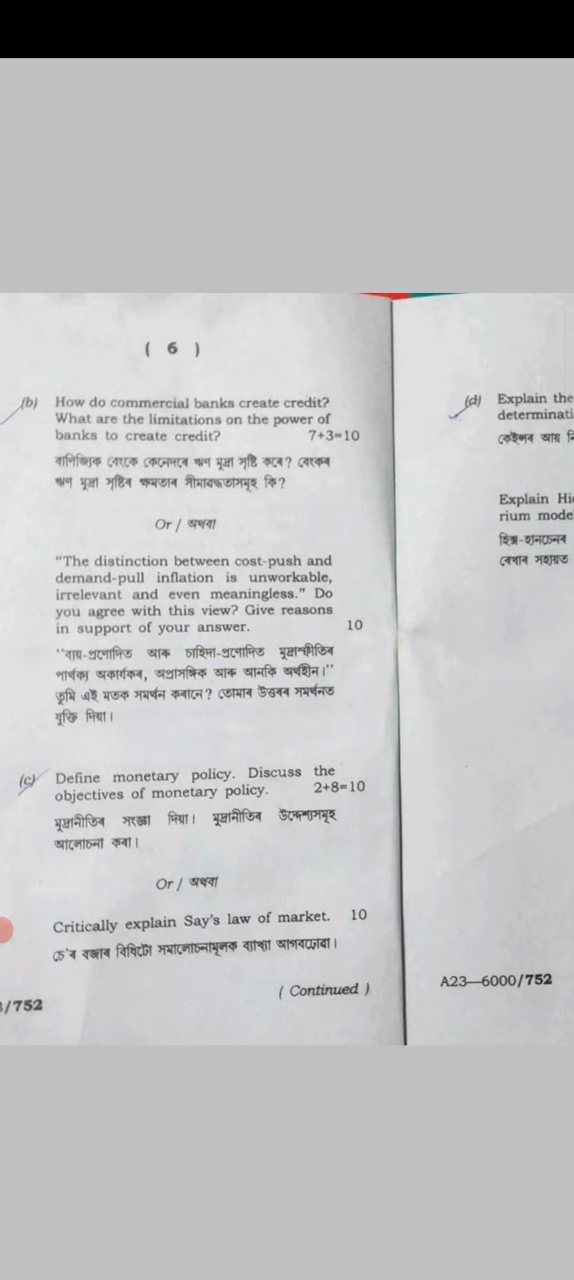 ( 6 )
(b) How do commercial banks create credit?
What are the limitations on the power of
banks to create credit? 7+3=10
বাণিজ্যিক বেংকে কেনেদৰে ঋণ মুদ্ৰা সৃষ্টি কৰে? বেংকৰ
ঋণ মুদ্ৰা সৃষ্টিৰ ক্ষমতাৰ সীমাবদ্ধতাসমূহ কি?
Or / অথবা
“The distinction between cost-push and
demand-pull inflation is unworkable,
irrelevant and even meaningless.” Do
you agree with this view? Give reasons
in support of your answer. 10
“ব্যয়-প্ৰণোদিত আৰু চাহিদা-প্ৰণোদিত মুদ্ৰাস্ফীতিৰ
পাৰ্থক্য অকাৰ্যকৰ, অপ্ৰাসঙ্গিক আৰু আনকি অৰ্থহীন।”
তুমি এই মতক সমৰ্থন কৰানে? তোমাৰ উত্তৰৰ সমৰ্থনত
যুক্তি দিয়া।
(c) Define monetary policy. Discuss the
objectives of monetary policy. 2+8=10
মুদ্ৰানীতিৰ সংজ্ঞা দিয়া। মুদ্ৰানীতিৰ উদ্দেশ্যসমূহ
আলোচনা কৰা।
Or / অথবা
Critically explain Say's law of market. 10
চে'ৰ বজাৰ বিধিটো সমালোচনামূলক ব্যাখ্যা আগবঢ়োৱা।
( Continued )
/752
(d) Explain the
determinati
কেইন্সৰ আয় নি
Explain Hi
rium mode
হিক্স-হানচেনৰ
ৰেখাৰ সহায়ত
A23—6000/752